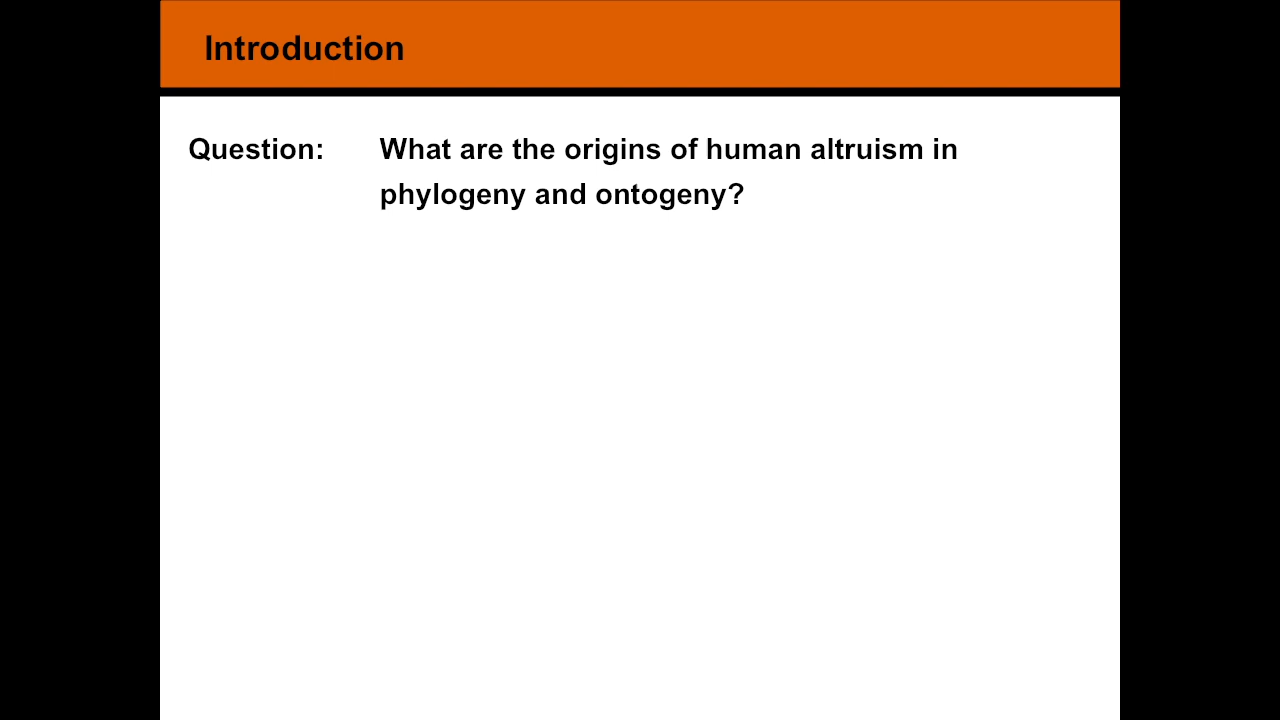 Introduction
Question: What are the origins of human altruism in
phylogeny and ontogeny?